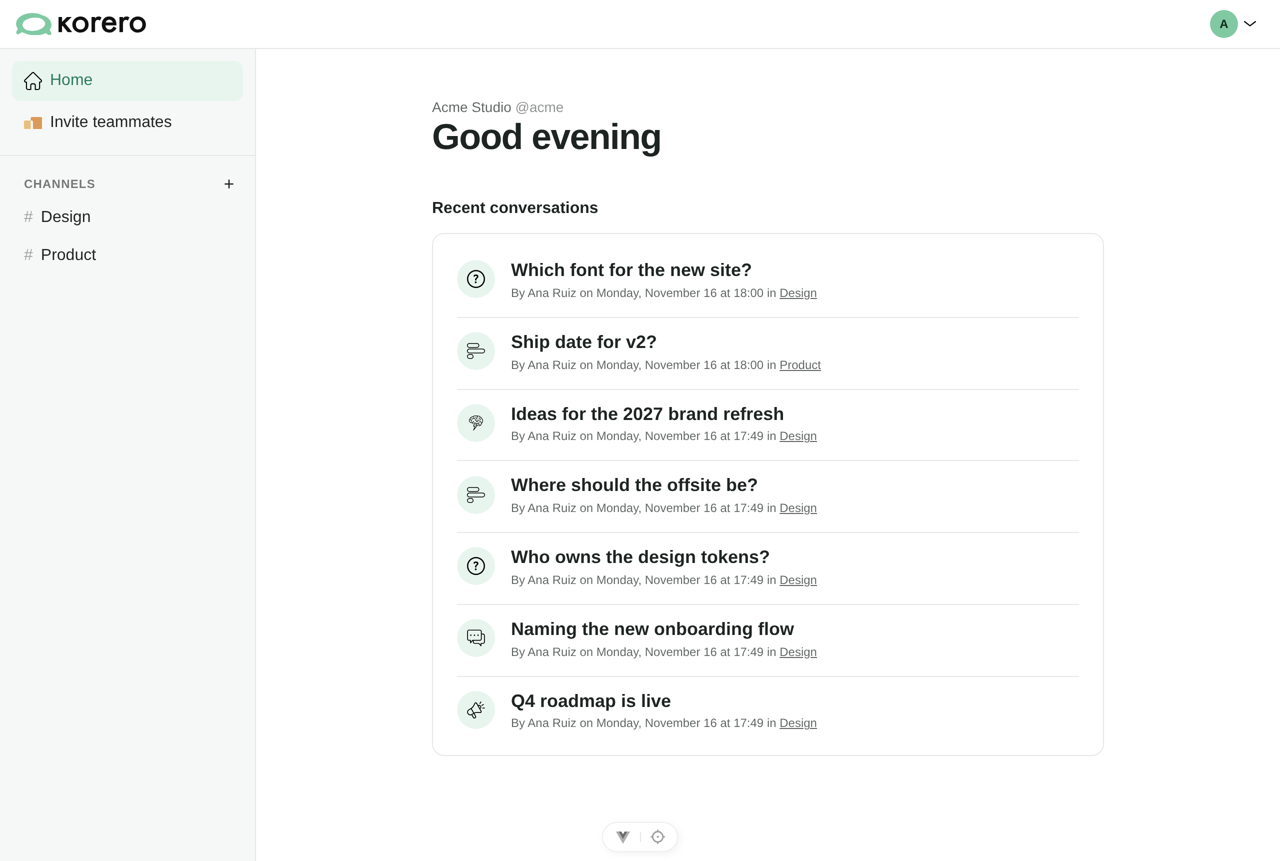 korero
A
Home
Invite teammates
CHANNELS
+
# Design
# Product
Acme Studio @acme
Good evening
Recent conversations
Which font for the new site?
By Ana Ruiz on Monday, November 16 at 18:00 in Design
Ship date for v2?
By Ana Ruiz on Monday, November 16 at 18:00 in Product
Ideas for the 2027 brand refresh
By Ana Ruiz on Monday, November 16 at 17:49 in Design
Where should the offsite be?
By Ana Ruiz on Monday, November 16 at 17:49 in Design
Who owns the design tokens?
By Ana Ruiz on Monday, November 16 at 17:49 in Design
Naming the new onboarding flow
By Ana Ruiz on Monday, November 16 at 17:49 in Design
Q4 roadmap is live
By Ana Ruiz on Monday, November 16 at 17:49 in Design